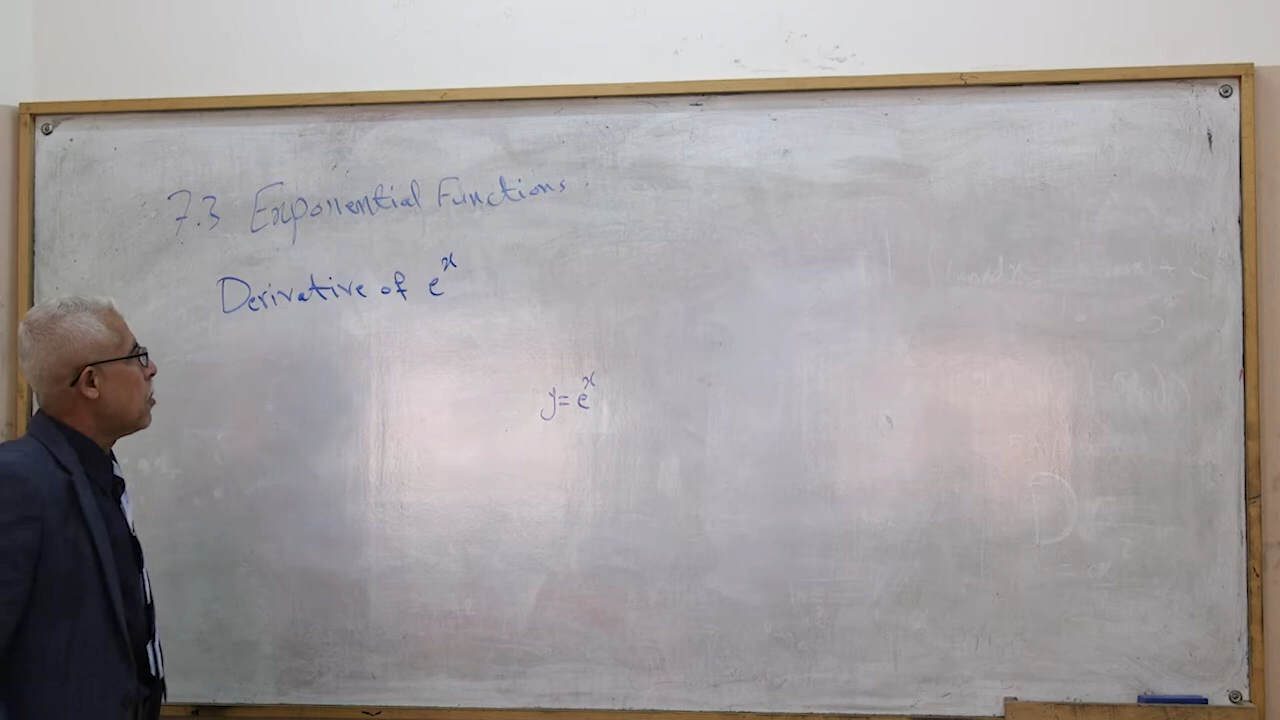 7.3 Exponential Functions
Derivative of e^x
y = e^x